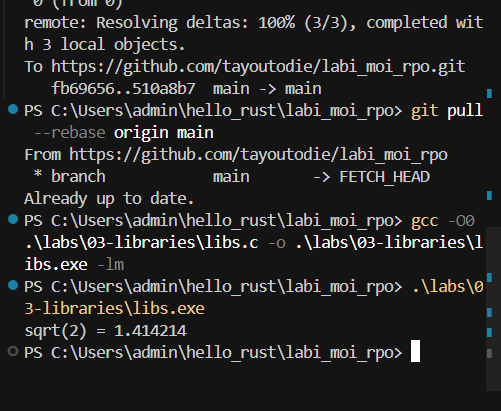 0 (from 0)
remote: Resolving deltas: 100% (3/3), completed wit
h 3 local objects.
To https://github.com/tayoutodie/labi_moi_rpo.git
   fb69656..510a8b7  main -> main
PS C:\Users\admin\hello_rust\labi_moi_rpo> git pull
 --rebase origin main
From https://github.com/tayoutodie/labi_moi_rpo
 * branch            main       -> FETCH_HEAD
Already up to date.
PS C:\Users\admin\hello_rust\labi_moi_rpo> gcc -O0
.\labs\03-libraries\libs.c -o .\labs\03-libraries\l
ibs.exe -lm
PS C:\Users\admin\hello_rust\labi_moi_rpo> .\labs\0
3-libraries\libs.exe
sqrt(2) = 1.414214
PS C:\Users\admin\hello_rust\labi_moi_rpo>